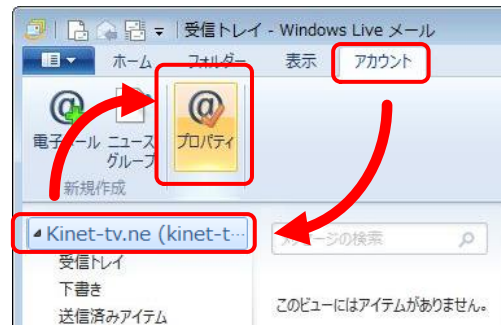 受信トレイ - Windows Live メール
ホーム フォルダー 表示 アカウント
電子メール ニュース グループ プロパティ
新規作成
Kinet-tv.ne (kinet-t…
メッセージの検索
受信トレイ
下書き
送信済みアイテム
このビューにはアイテムがありません。